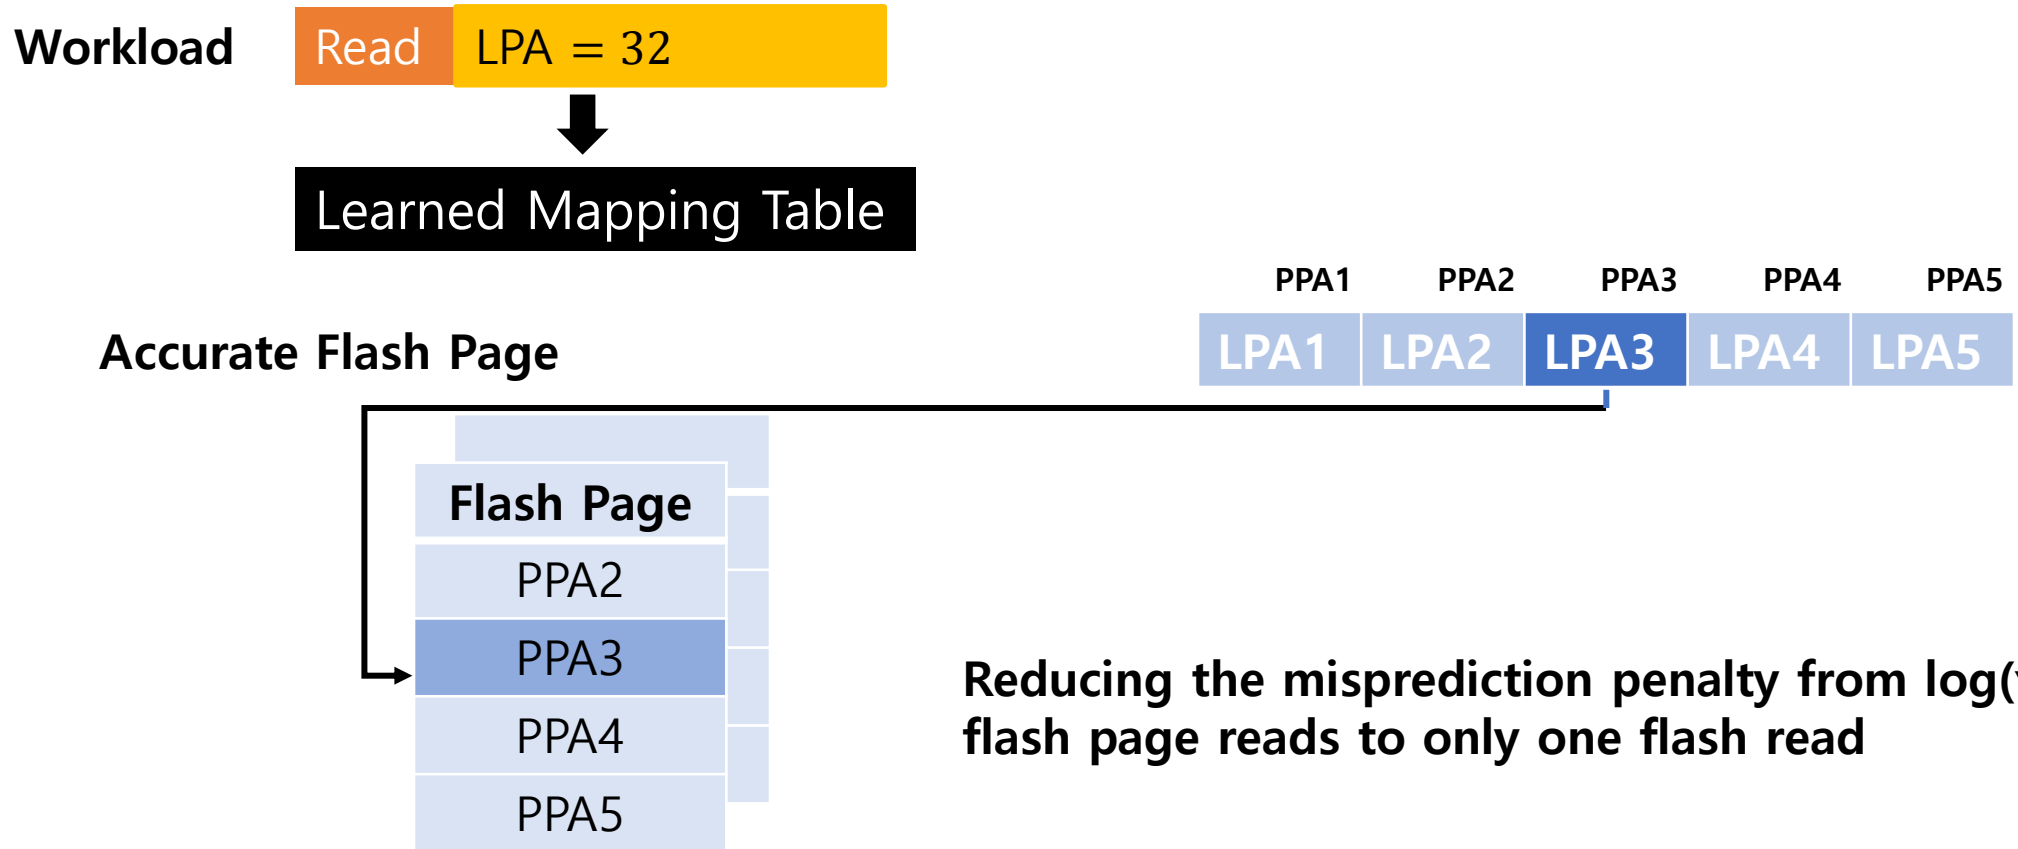 Workload Read LPA = 32
Learned Mapping Table
PPA1 PPA2 PPA3 PPA4 PPA5
Accurate Flash Page
LPA1 LPA2 LPA3 LPA4 LPA5
Flash Page
PPA2
PPA3
PPA4
PPA5
Reducing the misprediction penalty from log(
flash page reads to only one flash read